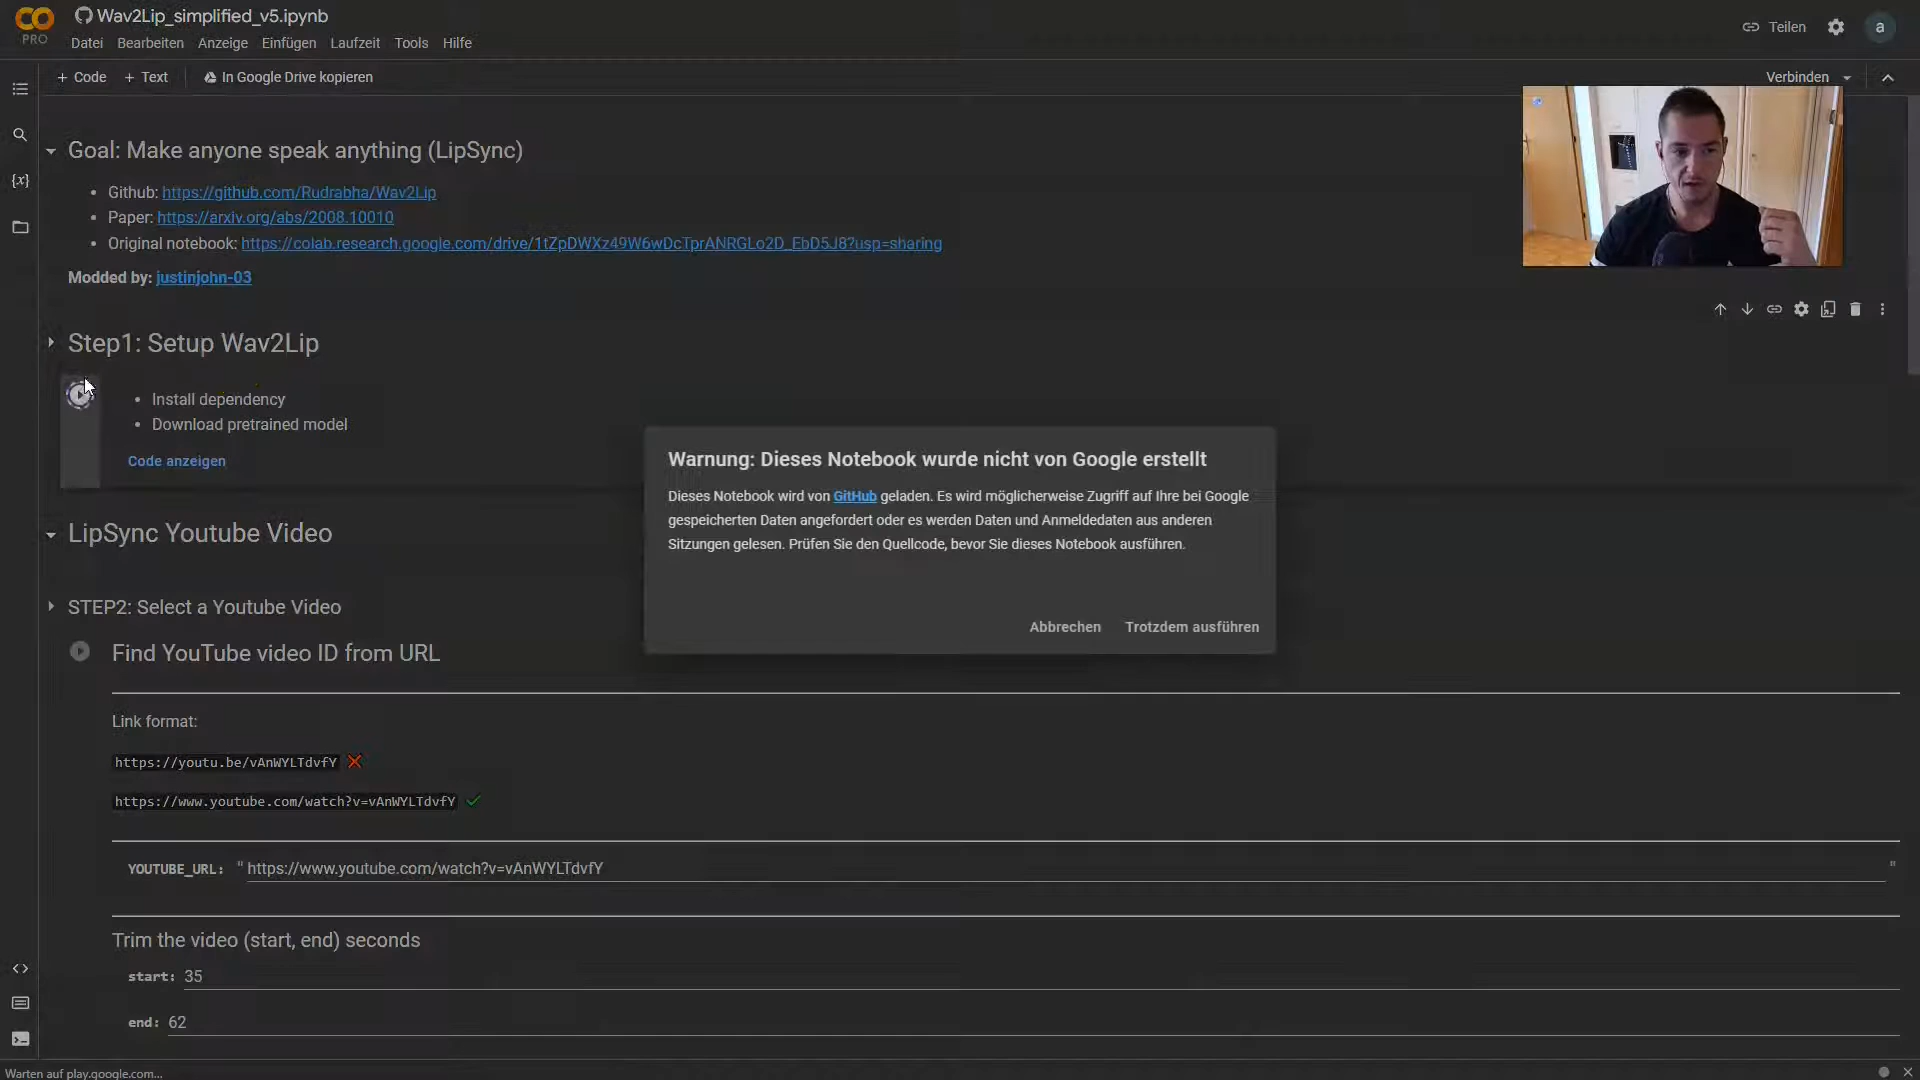 Wav2Lip_simplified_v5.ipynb
PRO
Datei Bearbeiten Anzeige Einfügen Laufzeit Tools Hilfe
Teilen
a
+ Code + Text In Google Drive kopieren
Verbinden
Goal: Make anyone speak anything (LipSync)
• Github: https://github.com/Rudrabha/Wav2Lip
• Paper: https://arxiv.org/abs/2008.10010
• Original notebook: https://colab.research.google.com/drive/1tZpDWXz49W6wDcTprANRGLo2D_EbD5J8?usp=sharing
Modded by: justinjohn-03
Step1: Setup Wav2Lip
• Install dependency
• Download pretrained model
Code anzeigen
Warnung: Dieses Notebook wurde nicht von Google erstellt
Dieses Notebook wird von GitHub geladen. Es wird möglicherweise Zugriff auf Ihre bei Google
gespeicherten Daten angefordert oder es werden Daten und Anmeldedaten aus anderen
Sitzungen gelesen. Prüfen Sie den Quellcode, bevor Sie dieses Notebook ausführen.
Abbrechen Trotzdem ausführen
LipSync Youtube Video
STEP2: Select a Youtube Video
Find YouTube video ID from URL
Link format:
https://youtu.be/vAnWYLTdvfY
https://www.youtube.com/watch?v=vAnWYLTdvfY
YOUTUBE_URL: " https://www.youtube.com/watch?v=vAnWYLTdvfY "
Trim the video (start, end) seconds
start: 35
end: 62
Warten auf play.google.com...